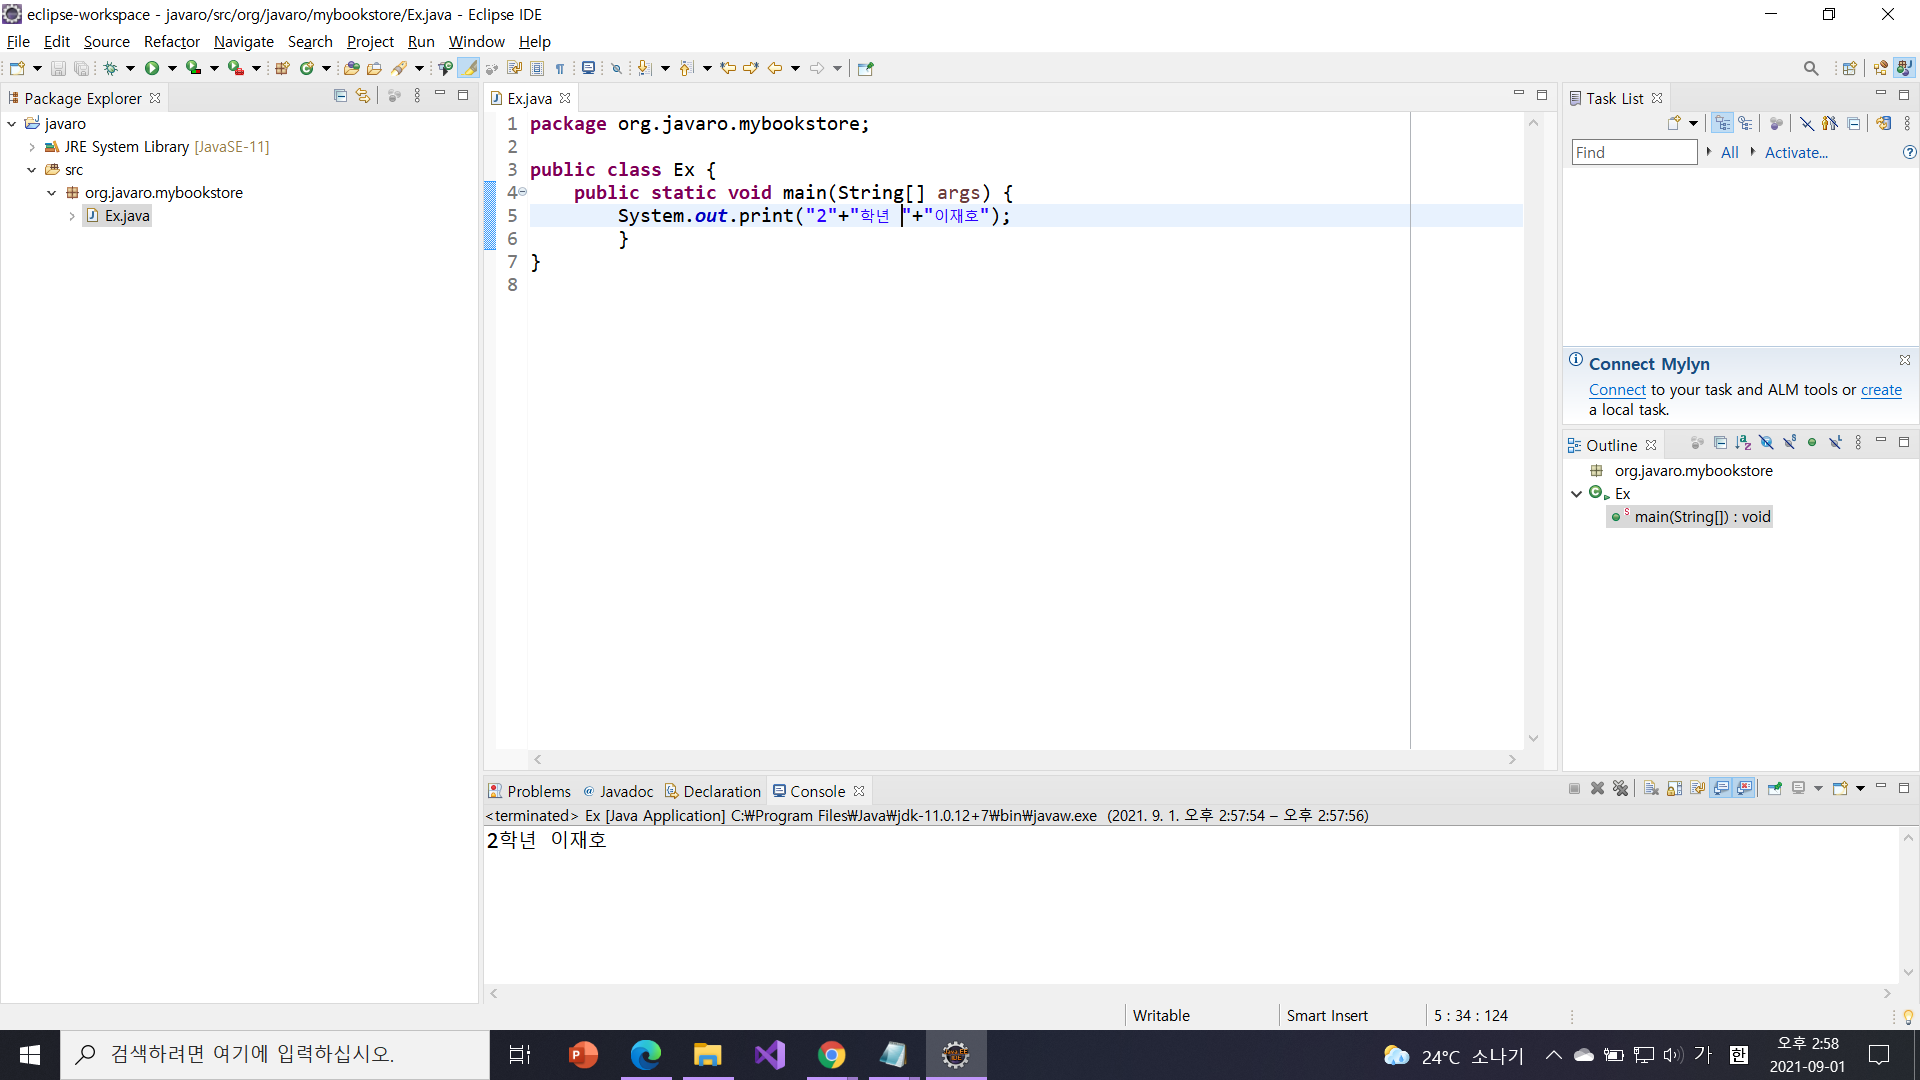 eclipse-workspace - javaro/src/org/javaro/mybookstore/Ex.java - Eclipse IDE
File Edit Source Refactor Navigate Search Project Run Window Help
Package Explorer
javaro
JRE System Library [JavaSE-11]
src
org.javaro.mybookstore
Ex.java
Ex.java
1 package org.javaro.mybookstore;
2
3 public class Ex {
4 public static void main(String[] args) {
5 System.out.print("2"+"학년 "+"이재호");
6 }
7 }
8
Task List
Find All Activate...
Connect Mylyn
Connect to your task and ALM tools or create
a local task.
Outline
org.javaro.mybookstore
Ex
main(String[]) : void
Problems @ Javadoc Declaration Console
<terminated> Ex [Java Application] C:₩Program Files₩Java₩jdk-11.0.12+7₩bin₩javaw.exe (2021. 9. 1. 오후 2:57:54 – 오후 2:57:56)
2학년 이재호
Writable Smart Insert 5 : 34 : 124
검색하려면 여기에 입력하십시오.
24°C 소나기
가 한
오후 2:58
2021-09-01